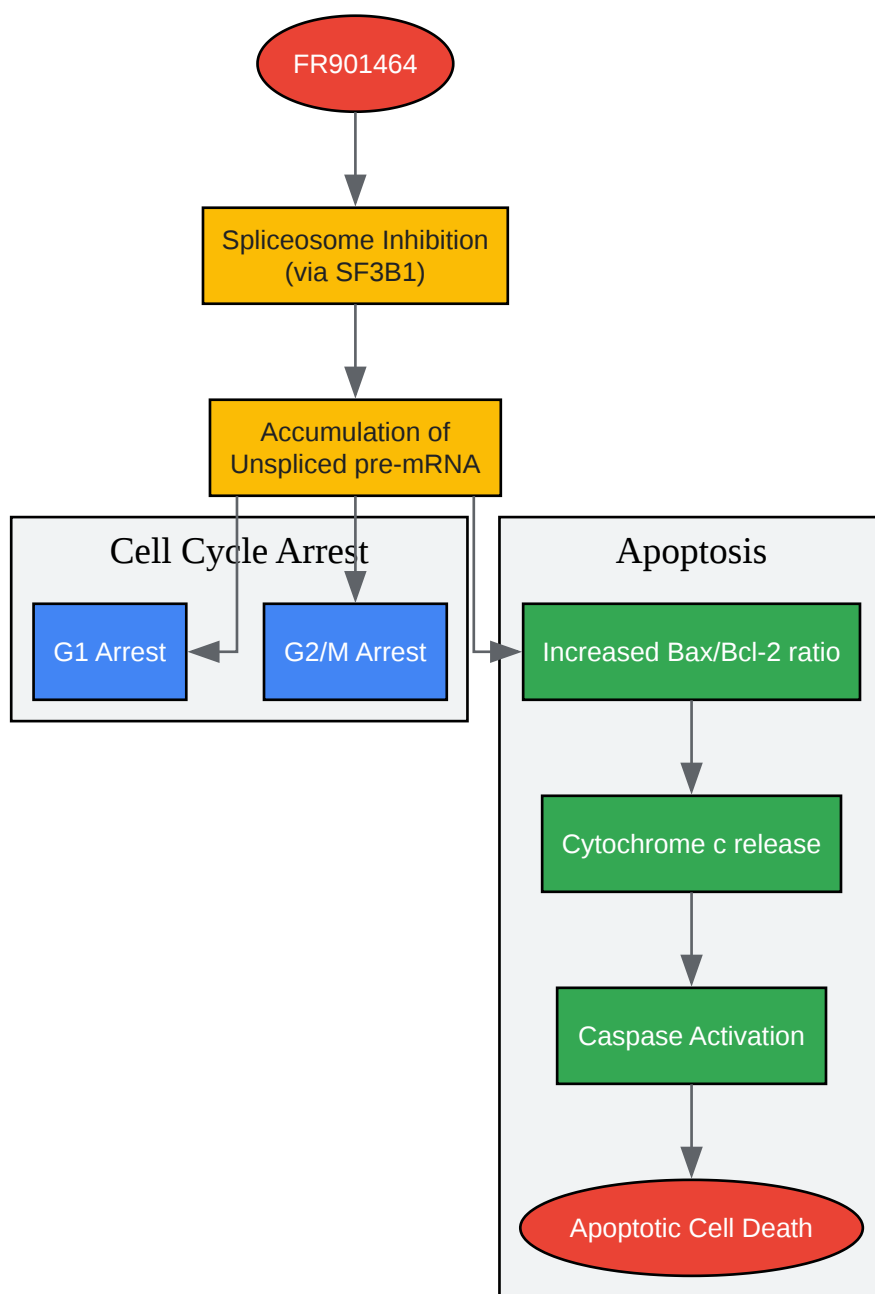 FR901464
Spliceosome Inhibition
(via SF3B1)
Accumulation of
Unspliced pre-mRNA
Cell Cycle Arrest
G1 Arrest
G2/M Arrest
Apoptosis
Increased Bax/Bcl-2 ratio
Cytochrome c release
Caspase Activation
Apoptotic Cell Death